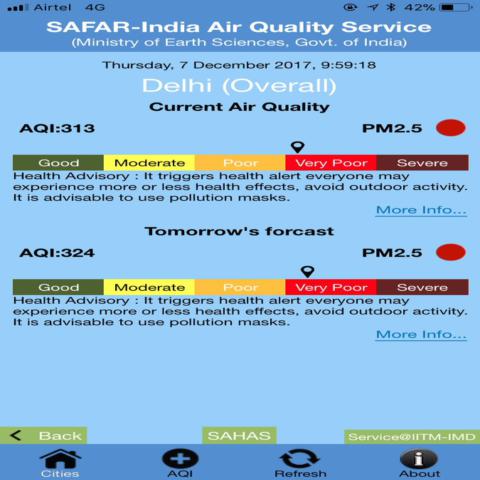 Airtel 4G 42%
SAFAR-India Air Quality Service
(Ministry of Earth Sciences, Govt. of India)
Thursday, 7 December 2017, 9:59:18
Delhi (Overall)
Current Air Quality
AQI:313 PM2.5
Good Moderate Poor Very Poor Severe
Health Advisory : It triggers health alert everyone may
experience more or less health effects, avoid outdoor activity.
It is advisable to use pollution masks.
More Info...
Tomorrow's forcast
AQI:324 PM2.5
Good Moderate Poor Very Poor Severe
Health Advisory : It triggers health alert everyone may
experience more or less health effects, avoid outdoor activity.
It is advisable to use pollution masks.
More Info...
< Back SAHAS Service@IITM-IMD
Cities AQI Refresh About